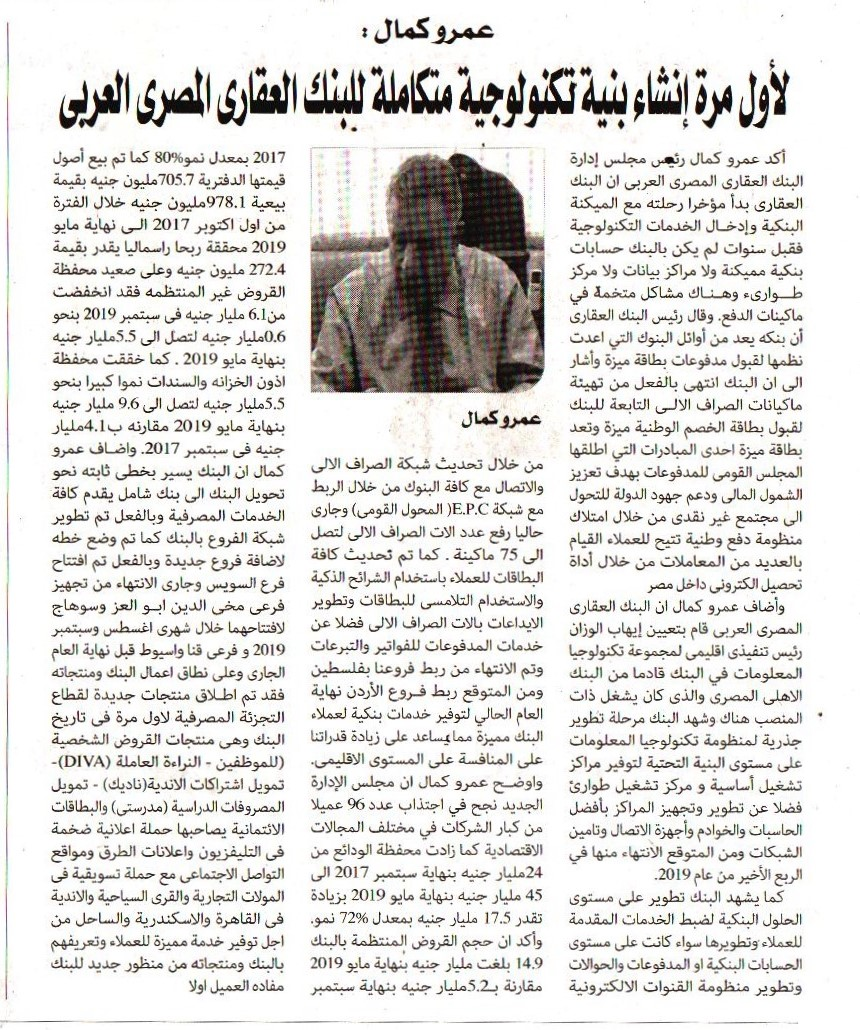 عمرو كمال :
لأول مرة إنشاء بنية تكنولوجية متكاملة للبنك العقارى المصرى العربى
أكد عمرو كمال رئيس مجلس إدارة
البنك العقارى المصرى العربى ان البنك
العقارى بدأ مؤخرا رحلته مع الميكنة
البنكية وإدخال الخدمات التكنولوجية
فقبل سنوات لم يكن بالبنك حسابات
بنكية مميكنة ولا مراكز بيانات ولا مركز
طوارىء وهناك مشاكل متخمة في
ماكينات الدفع. وقال رئيس البنك العقارى
أن بنكه يعد من أوائل البنوك التي اعدت
نظمها لقبول مدفوعات بطاقة ميزة وأشار
الى ان البنك انتهى بالفعل من تهيئة
ماكيانات الصراف الالى التابعة للبنك
لقبول بطاقة الخصم الوطنية ميزة وتعد
بطاقة ميزة احدى المبادرات التي اطلقها
المجلس القومى للمدفوعات بهدف تعزيز
الشمول المالى ودعم جهود الدولة للتحول
الى مجتمع غير نقدى من خلال امتلاك
منظومة دفع وطنية تتيح للعملاء القيام
بالعديد من المعاملات من خلال أداة
تحصيل الكترونى داخل مصر
وأضاف عمرو كمال ان البنك العقارى
المصرى العربى قام بتعيين إيهاب الوزان
رئيس تنفيذى اقليمى لمجموعة تكنولوجيا
المعلومات في البنك قادما من البنك
الاهلى المصرى والذى كان يشغل ذات
المنصب هناك وشهد البنك مرحلة تطوير
جذرية لمنظومة تكنولوجيا المعلومات
على مستوى البنية التحتية لتوفير مراكز
تشغيل أساسية و مركز تشغيل طوارئ
فضلا عن تطوير وتجهيز المراكز بأفضل
الحاسبات والخوادم وأجهزة الاتصال وتامين
الشبكات ومن المتوقع الانتهاء منها في
الربع الأخير من عام 2019.
كما يشهد البنك تطوير على مستوى
الحلول البنكية لضبط الخدمات المقدمة
للعملاء وتطويرها سواء كانت على مستوى
الحسابات البنكية او المدفوعات والحوالات
وتطوير منظومة القنوات الالكترونية
عمرو كمال
من خلال تحديث شبكة الصراف الالى
والاتصال مع كافة البنوك من خلال الربط
مع شبكة E.P.C( المحول القومى) وجارى
حاليا رفع عدد الات الصراف الالى لتصل
الى 75 ماكينة . كما تم تحديث كافة
البطاقات للعملاء باستخدام الشرائح الذكية
والاستخدام التلامسى للبطاقات وتطوير
الايداعات بالات الصراف الالى فضلا عن
خدمات المدفوعات للفواتير والتبرعات
وتم الانتهاء من ربط فروعنا بفلسطين
ومن المتوقع ربط فروع الأردن نهاية
العام الحالي لتوفير خدمات بنكية لعملاء
البنك مميزة مما يساعد على زيادة قدراتنا
على المنافسة على المستوى الاقليمى.
واوضح عمرو كمال ان مجلس الإدارة
الجديد نجح في اجتذاب عدد 96 عميلا
من كبار الشركات في مختلف المجالات
الاقتصادية كما زادت محفظة الودائع من
24مليار جنيه بنهاية سبتمبر 2017 الى
45 مليار جنيه بنهاية مايو 2019 بزيادة
تقدر 17.5 مليار جنيه بمعدل 72% نمو.
وأكد ان حجم القروض المنتظمة بالبنك
14.9 بلغت مليار جنيه بنهاية مايو 2019
مقارنة بـ5.2مليار جنيه بنهاية سبتمبر
2017 بمعدل نمو80% كما تم بيع أصول
قيمتها الدفترية 705.7مليون جنيه بقيمة
بيعية 978.1مليون جنيه خلال الفترة
من اول اكتوبر 2017 الى نهاية مايو
2019 محققة ربحا راسماليا يقدر بقيمة
272.4 مليون جنيه وعلى صعيد محفظة
القروض غير المنتظمه فقد انخفضت
من6.1 مليار جنيه فى سبتمبر 2019 بنحو
0.6مليار جنيه لتصل الى 5.5مليار جنيه
بنهاية مايو 2019 . كما خققت محفظة
اذون الخزانه والسندات نموا كبيرا بنحو
5.5مليار جنيه لتصل الى 9.6 مليار جنيه
بنهاية مايو 2019 مقارنه ب4.1مليار
جنيه فى سبتمبر 2017. واضاف عمرو
كمال ان البنك يسير بخطى ثابته نحو
تحويل البنك الى بنك شامل يقدم كافة
الخدمات المصرفية وبالفعل تم تطوير
شبكة الفروع بالبنك كما تم وضع خطه
لاضافة فروع جديدة وبالفعل تم افتتاح
فرع السويس وجارى الانتهاء من تجهيز
فرعى مخى الدين ابو العز وسوهاج
لافتتاحهما خلال شهرى اغسطس وسبتمبر
2019 و فرعى قنا واسيوط قبل نهاية العام
الجارى وعلى نطاق اعمال البنك ومنتجاته
فقد تم اطلاق منتجات جديدة لقطاع
التجزئة المصرفية لاول مرة فى تاريخ
البنك وهى منتجات القروض الشخصية
(للموظفين - النراءة العاملة (DIVA)-
تمويل اشتراكات الاندية(ناديك) - تمويل
المصروفات الدراسية (مدرستى) والبطاقات
الائتمانية يصاحبها حملة اعلانية ضخمة
فى التليفزيون واعلانات الطرق ومواقع
التواصل الاجتماعى مع حملة تسويقية فى
المولات التجارية والقرى السياحية والاندية
فى القاهرة والاسكندرية والساحل من
اجل توفير خدمة مميزة للعملاء وتعريفهم
بالبنك ومنتجاته من منظور جديد للبنك
مفاده العميل اولا